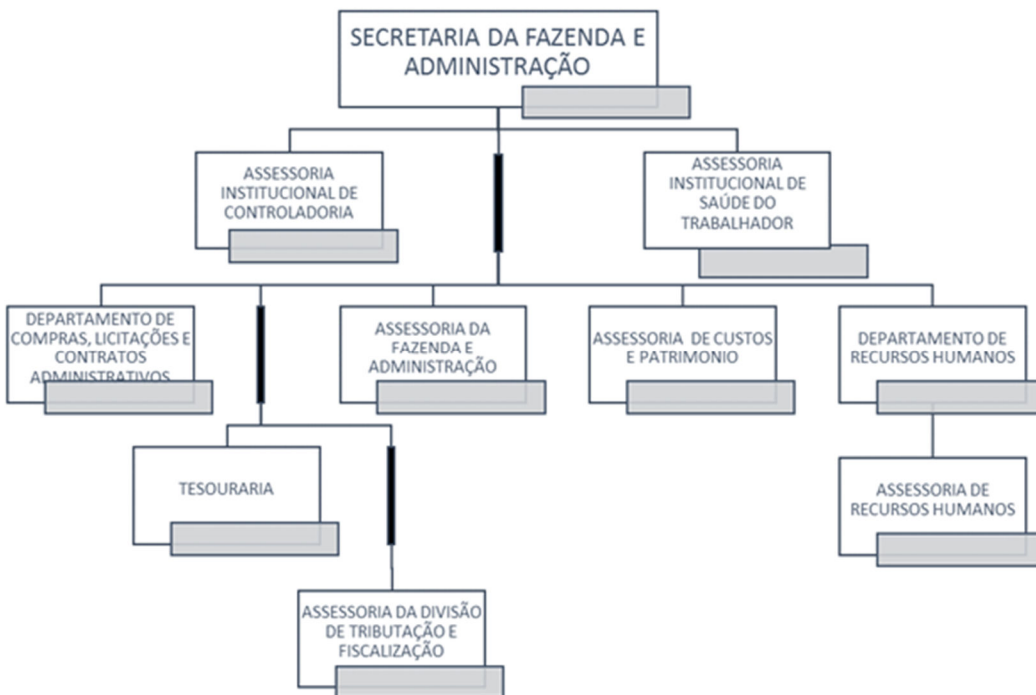 SECRETARIA DA FAZENDA E
ADMINISTRAÇÃO
ASSESSORIA
INSTITUCIONAL DE
CONTROLADORIA
ASSESSORIA
INSTITUCIONAL DE
SAÚDE DO
TRABALHADOR
DEPARTAMENTO DE
COMPRAS, LICITAÇÕES E
CONTRATOS
ADMINISTRATIVOS
ASSESSORIA DA
FAZENDA E
ADMINISTRAÇÃO
ASSESSORIA DE CUSTOS
E PATRIMONIO
DEPARTAMENTO DE
RECURSOS HUMANOS
TESOURARIA
ASSESSORIA DE
RECURSOS HUMANOS
ASSESSORIA DA DIVISÃO
DE TRIBUTAÇÃO E
FISCALIZAÇÃO